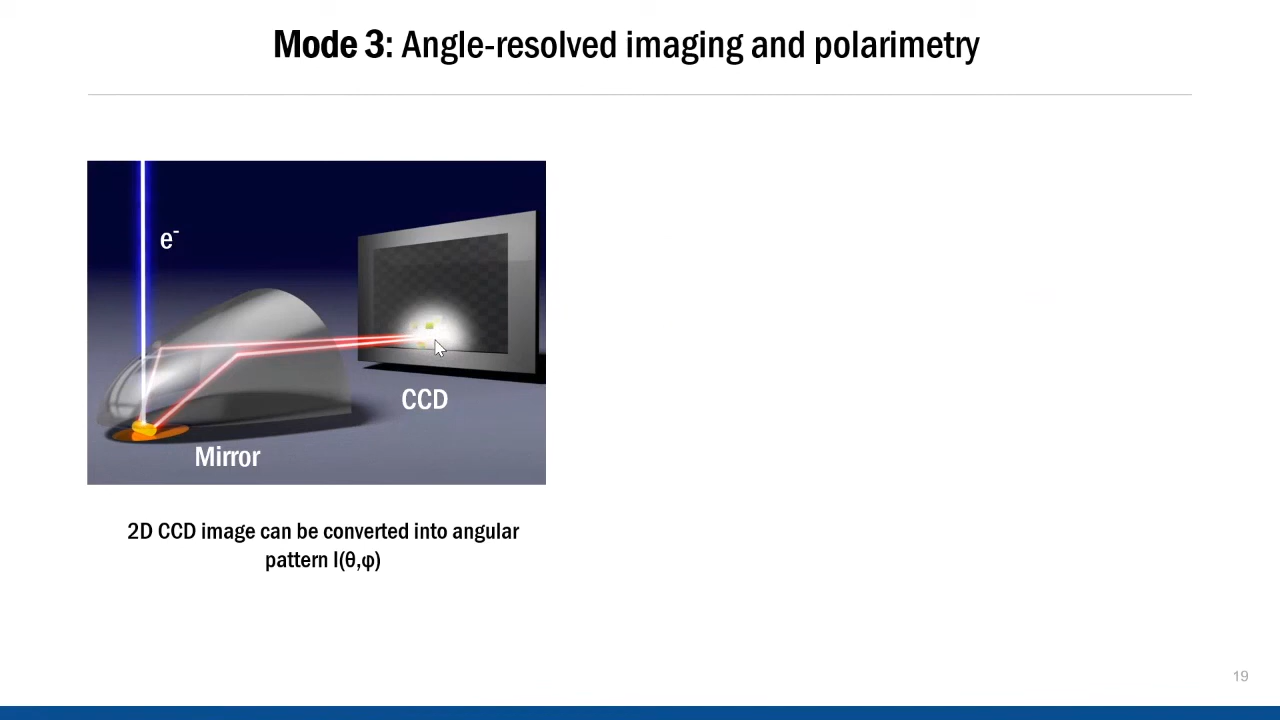 Mode 3: Angle-resolved imaging and polarimetry
e-
CCD
Mirror
2D CCD image can be converted into angular
pattern I(θ,φ)
19